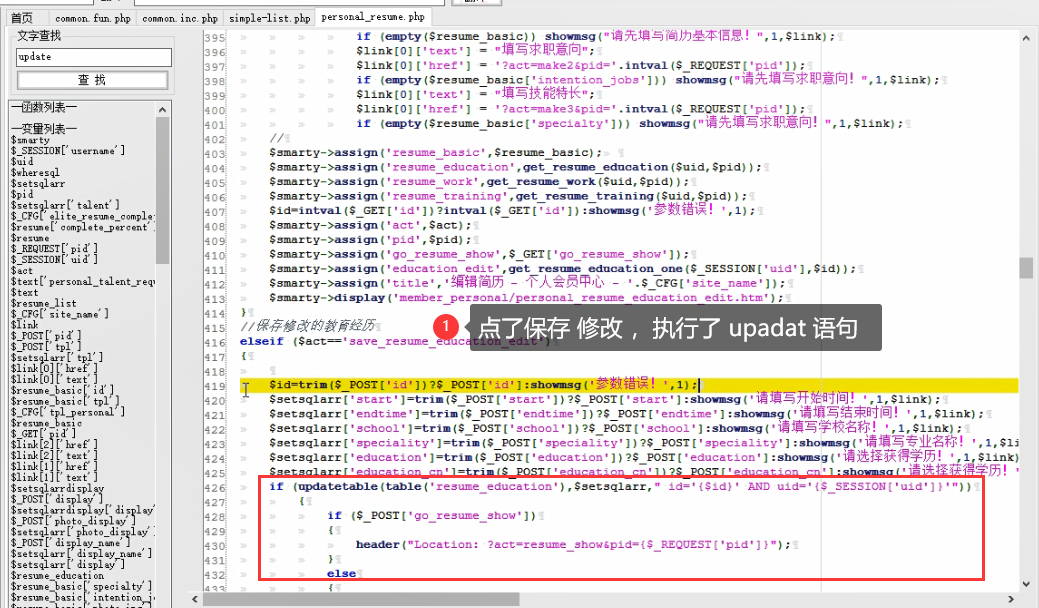 首页 common.fun.php common.inc.php simple-list.php personal_resume.php
文字查找
update
查 找
—函数列表—
—变量列表—
$smarty
$_SESSION['username']
$uid
$wheresql
$setsqlarr
$pid
$setsqlarr['talent']
$_CFG['elite_resume_comple
$resume['complete_percent'
$resume
$_REQUEST['pid']
$_SESSION['uid']
$act
$text['personal_talent_requ
$text
$resume_list
$_CFG['site_name']
$link
$_POST['pid']
$_POST['tpl']
$setsqlarr['tpl']
$link[0]['href']
$link[0]['text']
$resume_basic['id']
$resume_basic['tpl']
$_CFG['tpl_personal']
$resume_basic
$_GET['pid']
$link[2]['href']
$link[2]['text']
$link[1]['href']
$link[1]['text']
$setsqlarrdisplay
$_POST['display']
$setsqlarrdisplay['display
$_POST['photo_display']
$setsqlarr['photo_display'
$_POST['display_name']
$setsqlarr['display_name']
$setsqlarr['display']
$resume_education
$resume_basic['specialty']
$resume_basic['intention_j
395 if (empty($resume_basic)) showmsg("请先填写简历基本信息！",1,$link);
396 $link[0]['text'] = "填写求职意向";
397 $link[0]['href'] = '?act=make2&pid='.intval($_REQUEST['pid']);
398 if (empty($resume_basic['intention_jobs'])) showmsg("请先填写求职意向！",1,$link);
399 $link[0]['text'] = "填写技能特长";
400 $link[0]['href'] = '?act=make3&pid='.intval($_REQUEST['pid']);
401 if (empty($resume_basic['specialty'])) showmsg("请先填写求职意向！",1,$link);
402 //
403 $smarty->assign('resume_basic',$resume_basic);
404 $smarty->assign('resume_education',get_resume_education($uid,$pid));
405 $smarty->assign('resume_work',get_resume_work($uid,$pid));
406 $smarty->assign('resume_training',get_resume_training($uid,$pid));
407 $id=intval($_GET['id'])?intval($_GET['id']):showmsg('参数错误！',1);
408 $smarty->assign('act',$act);
409 $smarty->assign('pid',$pid);
410 $smarty->assign('go_resume_show',$_GET['go_resume_show']);
411 $smarty->assign('education_edit',get_resume_education_one($_SESSION['uid'],$id));
412 $smarty->assign('title','编辑简历 - 个人会员中心 - '.$_CFG['site_name']);
413 $smarty->display('member_personal/personal_resume_education_edit.htm');
414 }
415 //保存修改的教育经历
1 点了保存 修改 ，执行了 upadat 语句
416 elseif ($act=='save_resume_education_edit')
417 {
418
419 $id=trim($_POST['id'])?$_POST['id']:showmsg('参数错误！',1);
420 $setsqlarr['start']=trim($_POST['start'])?$_POST['start']:showmsg('请填写开始时间！',1,$link);
421 $setsqlarr['endtime']=trim($_POST['endtime'])?$_POST['endtime']:showmsg('请填写结束时间！',1,$link);
422 $setsqlarr['school']=trim($_POST['school'])?$_POST['school']:showmsg('请填写学校名称！',1,$link);
423 $setsqlarr['speciality']=trim($_POST['speciality'])?$_POST['speciality']:showmsg('请填写专业名称！',1,$li
424 $setsqlarr['education']=trim($_POST['education'])?$_POST['education']:showmsg('请选择获得学历！',1,$link)
425 $setsqlarr['education_cn']=trim($_POST['education_cn'])?$_POST['education_cn']:showmsg('请选择获得学历！'
426 if (updatetable(table('resume_education'),$setsqlarr," id='{$id}' AND uid='{$_SESSION['uid']}'"))
427 {
428 if ($_POST['go_resume_show'])
429 {
430 header("Location: ?act=resume_show&pid={$_REQUEST['pid']}");
431 }
432 else
433 {